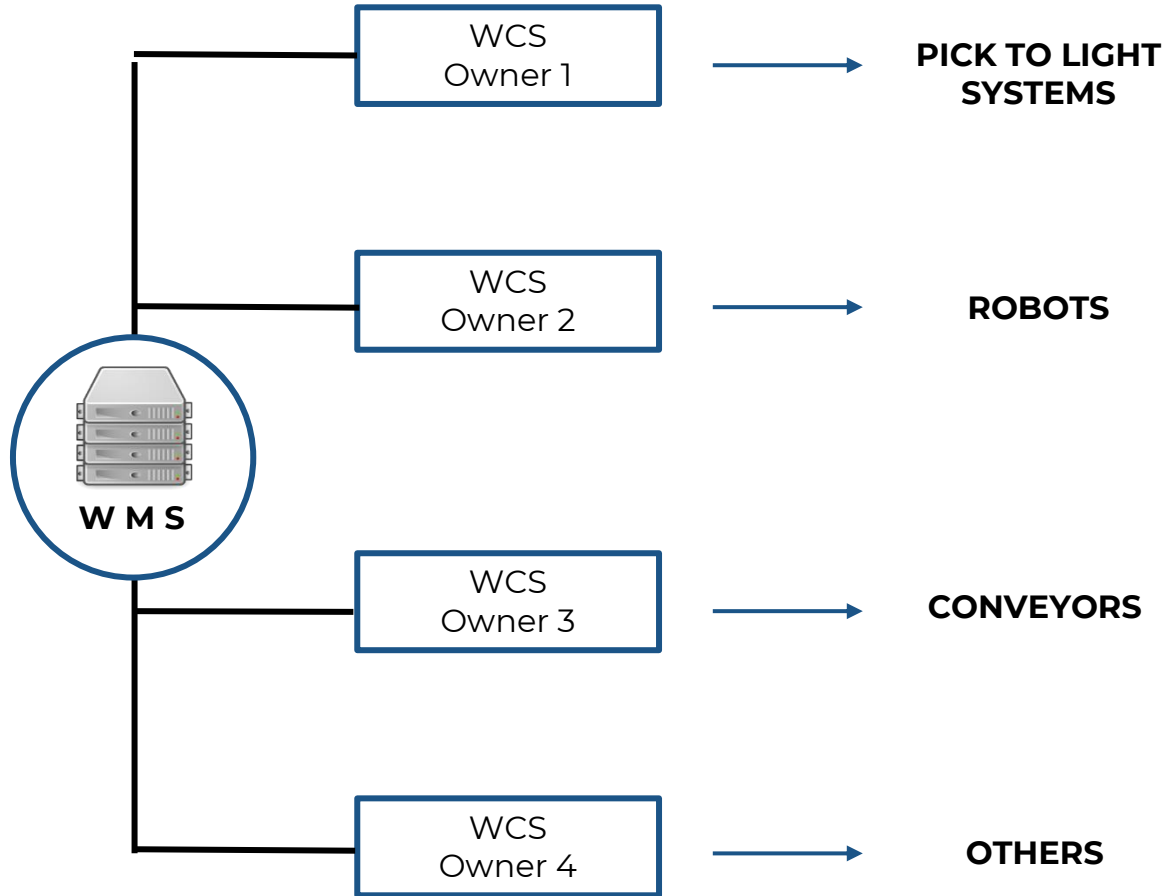 WCS
Owner 1
PICK TO LIGHT
SYSTEMS
WCS
Owner 2
ROBOTS
W M S
WCS
Owner 3
CONVEYORS
WCS
Owner 4
OTHERS